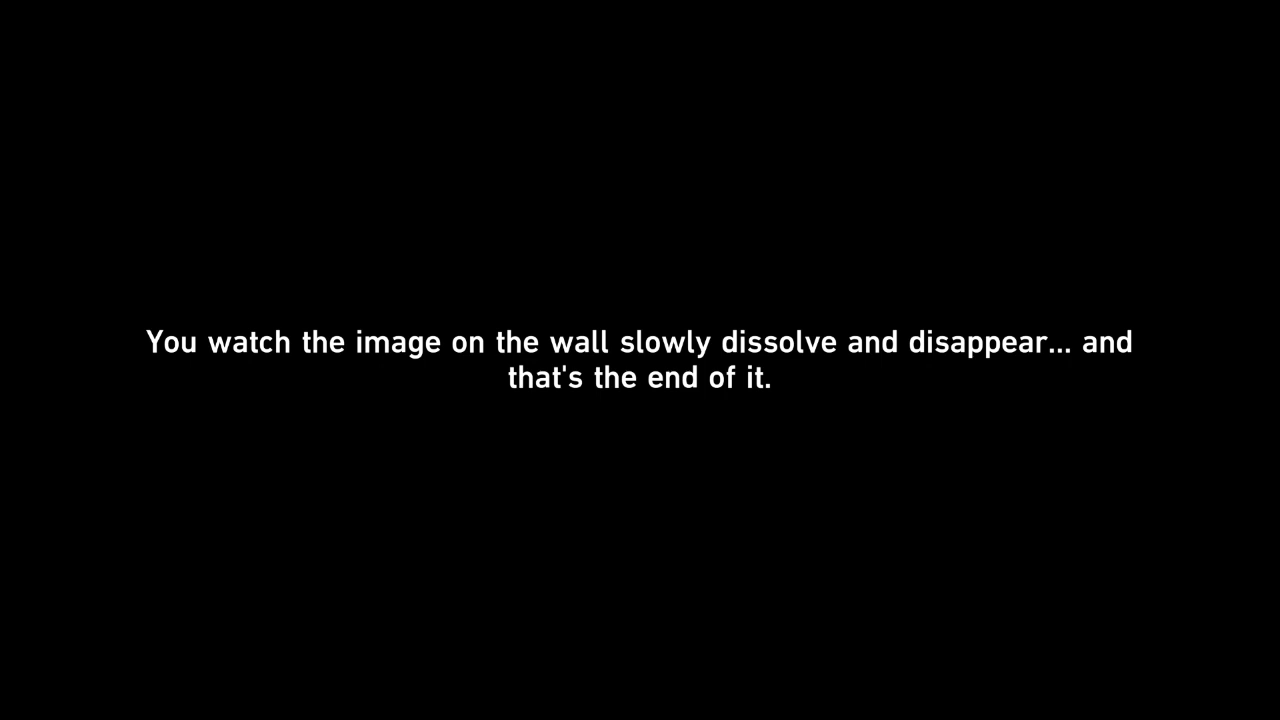 You watch the image on the wall slowly dissolve and disappear... and
that's the end of it.